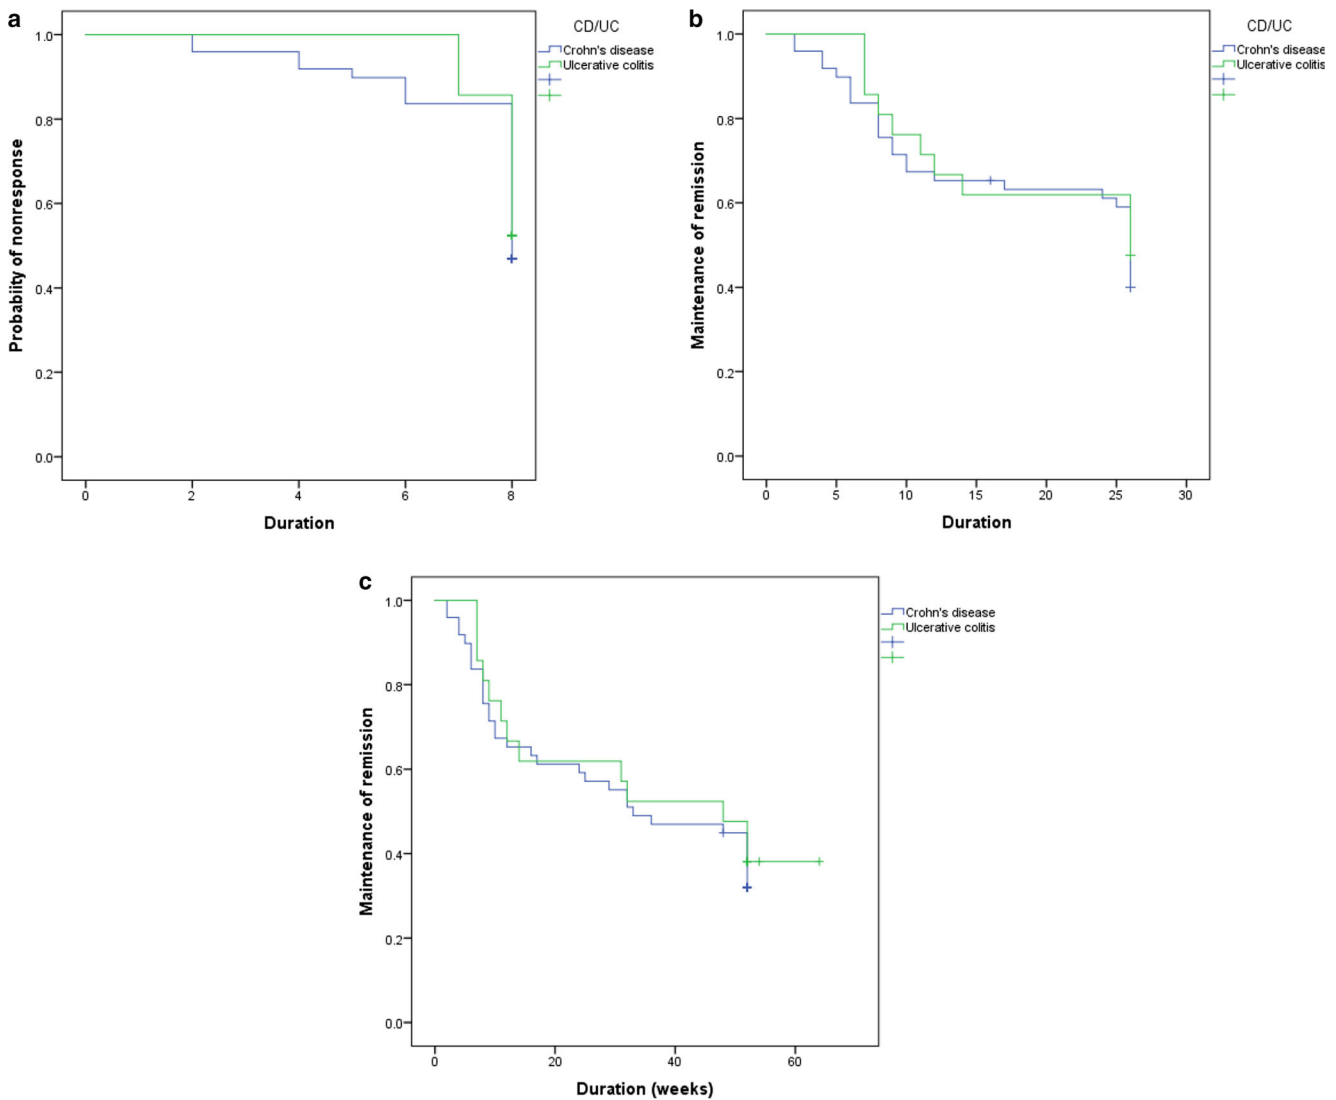 a
CD/UC
Crohn's disease
Ulcerative colitis
1.0
0.8
0.6
0.4
0.2
0.0
Probabiity of nonresponse
0 2 4 6 8
Duration
b
CD/UC
Crohn's disease
Ulcerative colitis
1.0
0.8
0.6
0.4
0.2
0.0
Maintenance of remission
0 5 10 15 20 25 30
Duration
c
Crohn's disease
Ulcerative colitis
1.0
0.8
0.6
0.4
0.2
0.0
Maintenance of remission
0 20 40 60
Duration (weeks)